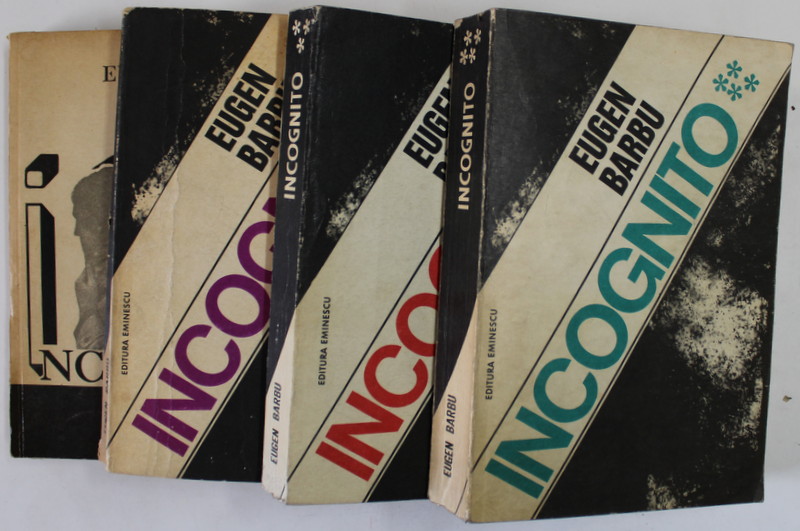 E
i
NC
EUGEN
BARBU
INCOG
EDITURA EMINESCU
INCOGNITO
EUGEN BARBU
EUGEN
INCOG
EDITURA EMINESCU
INCOGNITO
EUGEN BARBU
EUGEN
BARBU
INCOGNITO
EDITURA EMINESCU